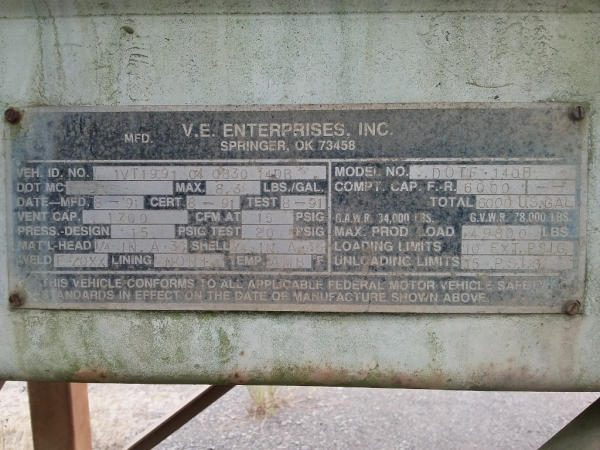 MFD. V.E. ENTERPRISES, INC.
SPRINGER, OK 73458
VEH. ID. NO. 1VT1991 04 0830 140B
DOT MC MAX. LBS./GAL.
DATE-MFD. 8-91 CERT. 8-91 TEST 8-91
VENT CAP. 1700 CFM AT 15 PSIG
PRESS.-DESIGN 15 PSIG TEST 20 PSIG
MAT'L-HEAD SHELL
WELD LINING NONE TEMP. °F
MODEL NO. DOTF-140B
COMPT. CAP. F.-R. 6000
TOTAL 6000 US.GAL
G.A.W.R. 34,000 LBS. G.V.W.R. 78,000 LBS.
MAX. PROD LOAD LBS
LOADING LIMITS PSIG
UNLOADING LIMITS 15 PSIG
THIS VEHICLE CONFORMS TO ALL APPLICABLE FEDERAL MOTOR VEHICLE SAFETY
STANDARDS IN EFFECT ON THE DATE OF MANUFACTURE SHOWN ABOVE.